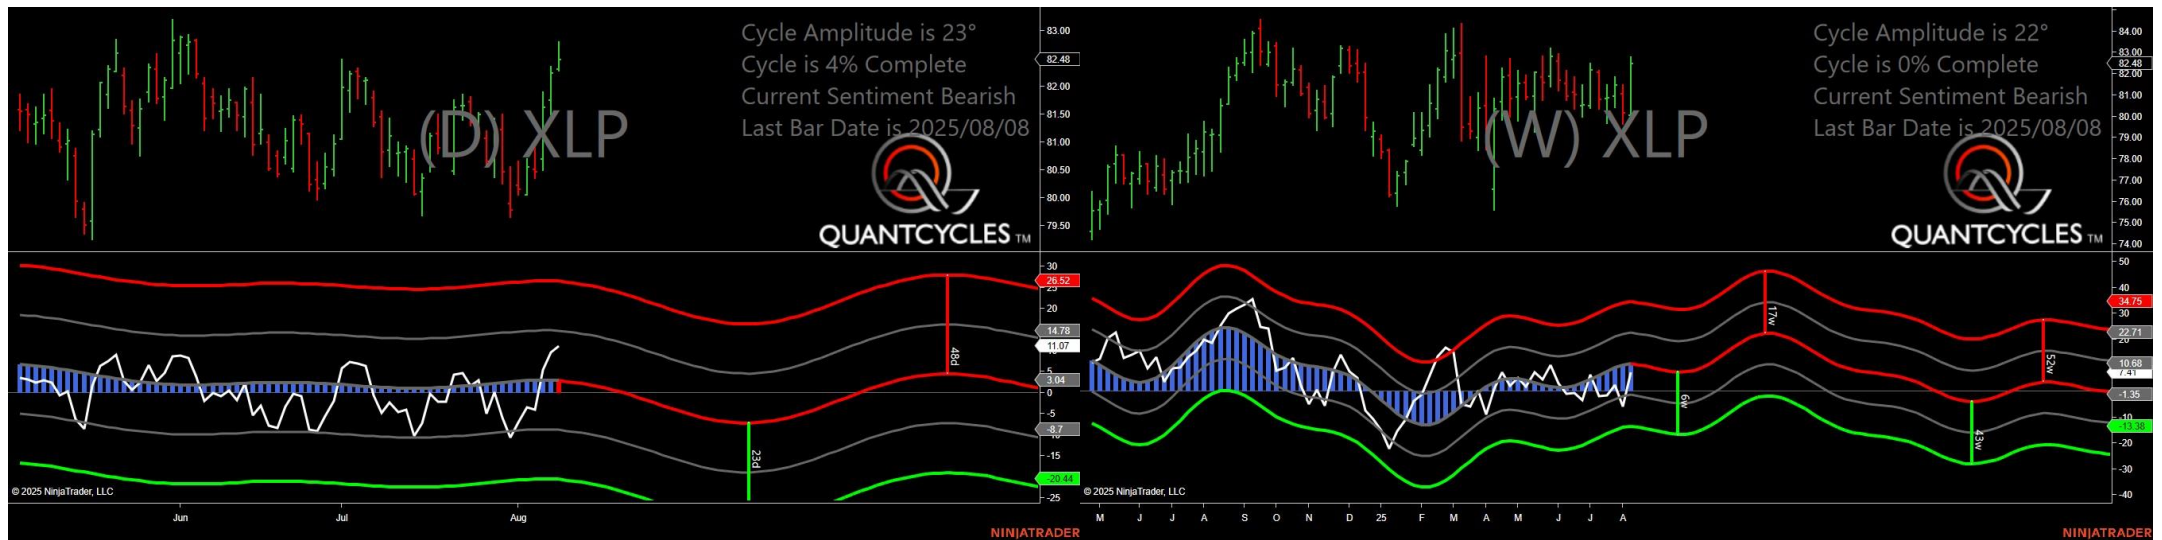 Cycle Amplitude is 23°
Cycle is 4% Complete
Current Sentiment Bearish
Last Bar Date is 2025/08/08
(D) XLP
QUANTCYCLES TM
83.00
82.48
82.00
81.50
81.00
80.50
80.00
79.50
30
26.52
25
20
14.78
11.07
5
3.04
0
-5
-8.7
-15
-20.44
-25
48d
23d
© 2025 NinjaTrader, LLC
Jun Jul Aug
NINJATRADER
Cycle Amplitude is 22°
Cycle is 0% Complete
Current Sentiment Bearish
Last Bar Date is 2025/08/08
(W) XLP
QUANTCYCLES TM
84.00
83.00
82.48
82.00
81.00
80.00
79.00
78.00
77.00
76.00
75.00
74.00
50
40
34.75
30
22.71
20
10.68
7.41
-1.35
-10
-13.38
-20
-30
-40
17w
52w
6w
43w
© 2025 NinjaTrader, LLC
M J J A S O N D 25 F M A M J J A
NINJATRADER